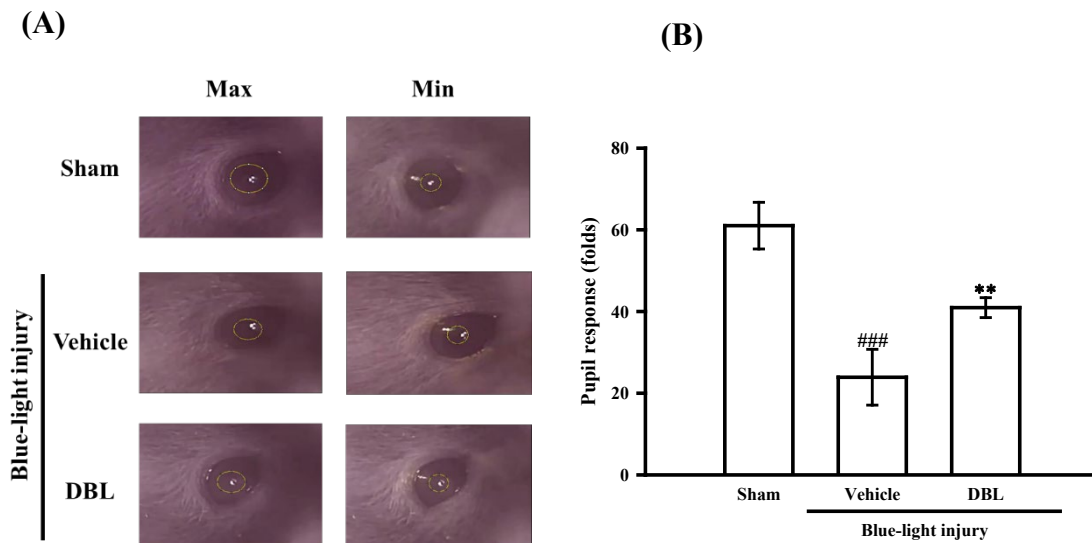 (A)
Max Min
Sham
Vehicle
DBL
Blue-light injury
(B)
Pupil response (folds)
80
60
40
20
0
###
**
Sham Vehicle DBL
Blue-light injury